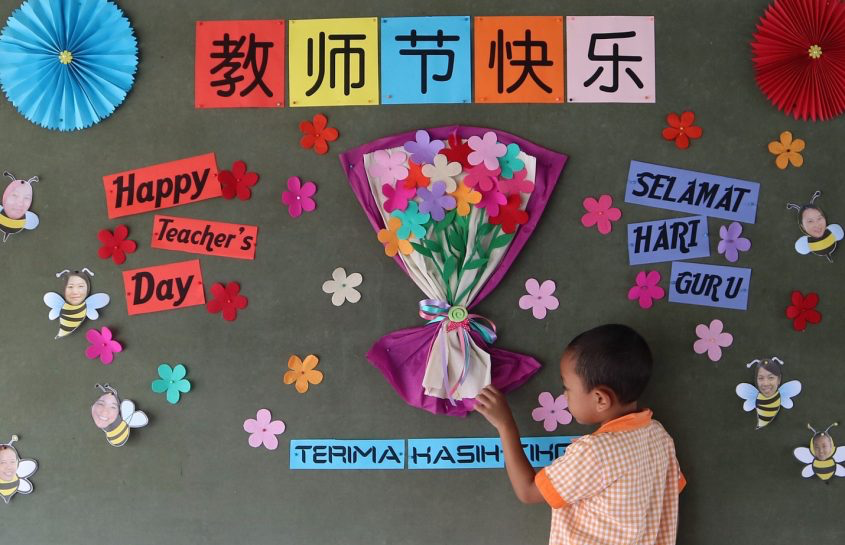 教师节快乐
Happy
Teacher's
Day
SELAMAT
HARI
GURU
TERIMA KASIH